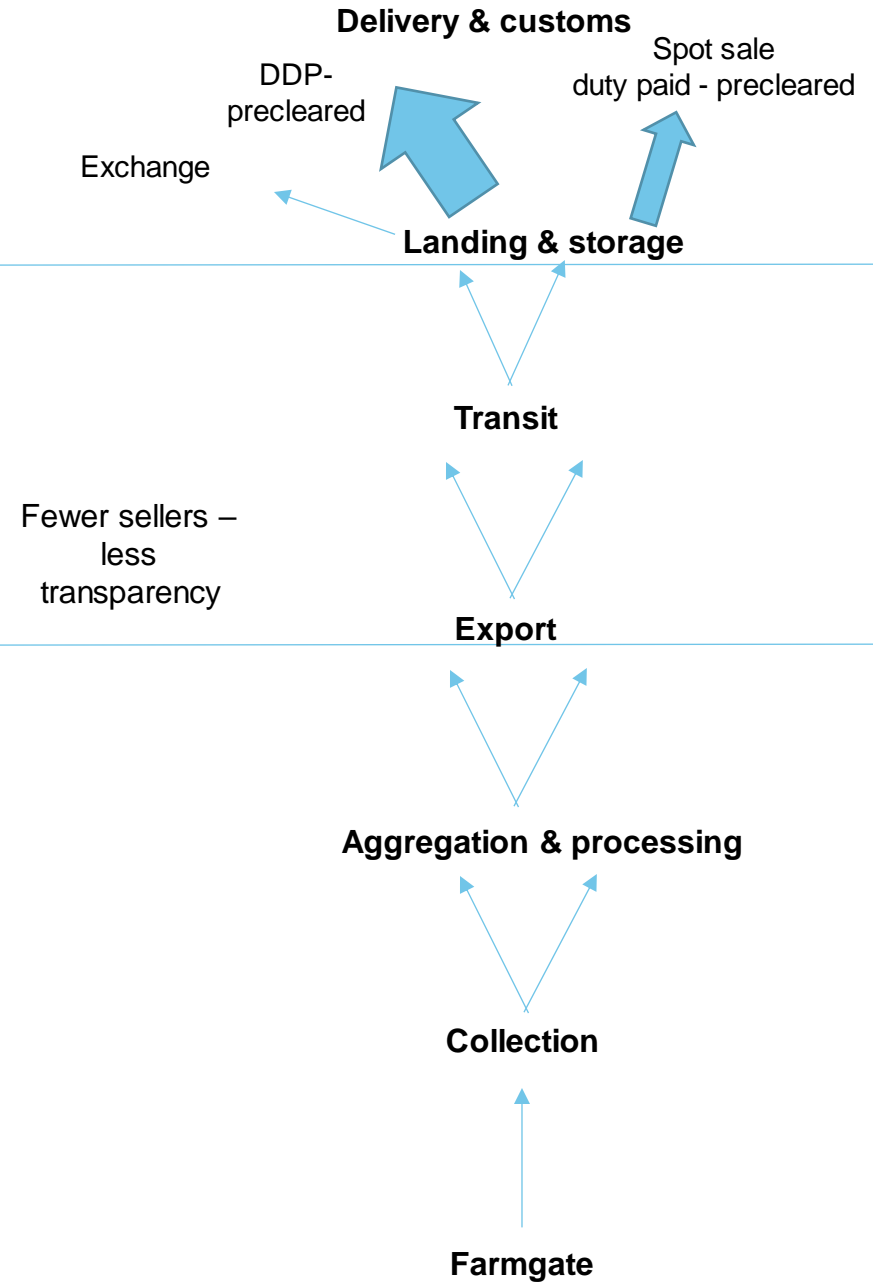 Delivery & customs
Spot sale
duty paid - precleared
DDP-
precleared
Exchange
Landing & storage
Transit
Fewer sellers –
less
transparency
Export
Aggregation & processing
Collection
Farmgate